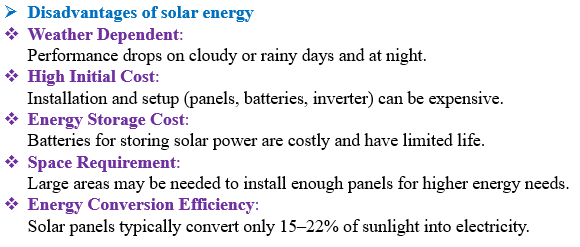 ➢ Disadvantages of solar energy
❖ Weather Dependent:
Performance drops on cloudy or rainy days and at night.
❖ High Initial Cost:
Installation and setup (panels, batteries, inverter) can be expensive.
❖ Energy Storage Cost:
Batteries for storing solar power are costly and have limited life.
❖ Space Requirement:
Large areas may be needed to install enough panels for higher energy needs.
❖ Energy Conversion Efficiency:
Solar panels typically convert only 15–22% of sunlight into electricity.